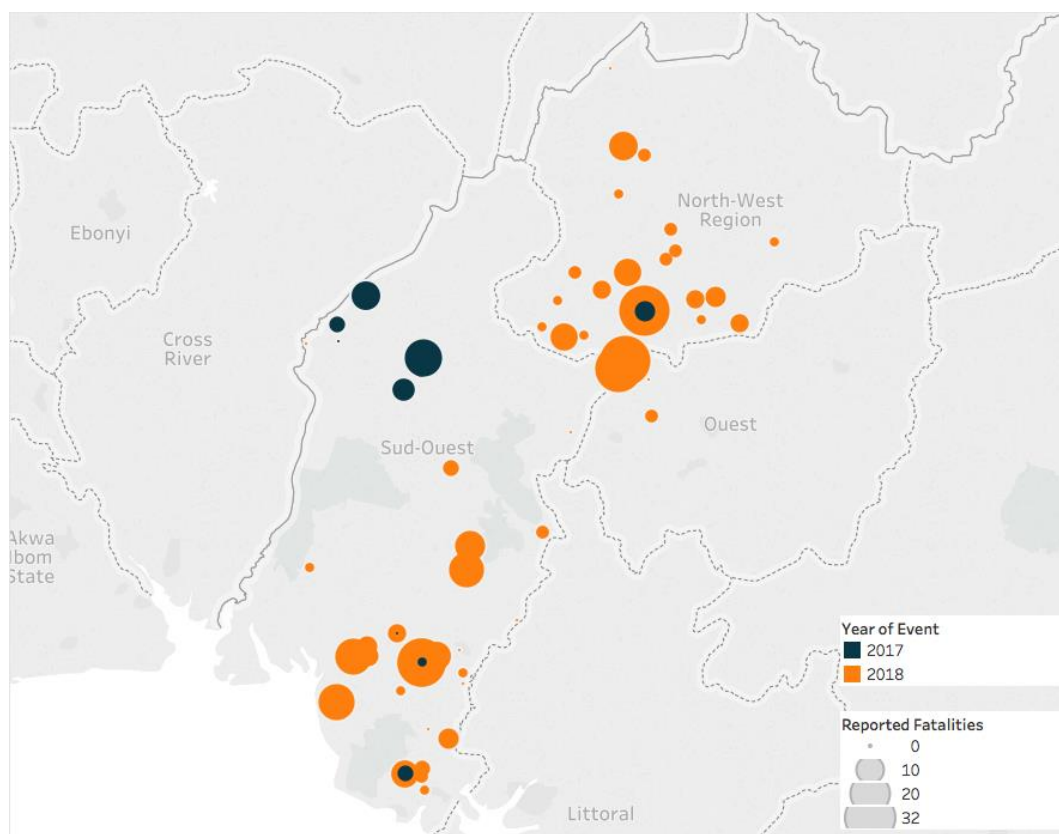 North-West
Region
Ebonyi
Cross
River
Ouest
Sud-Ouest
Akwa
Ibom
State
Year of Event
2017
2018
Reported Fatalities
0
10
20
32
Littoral